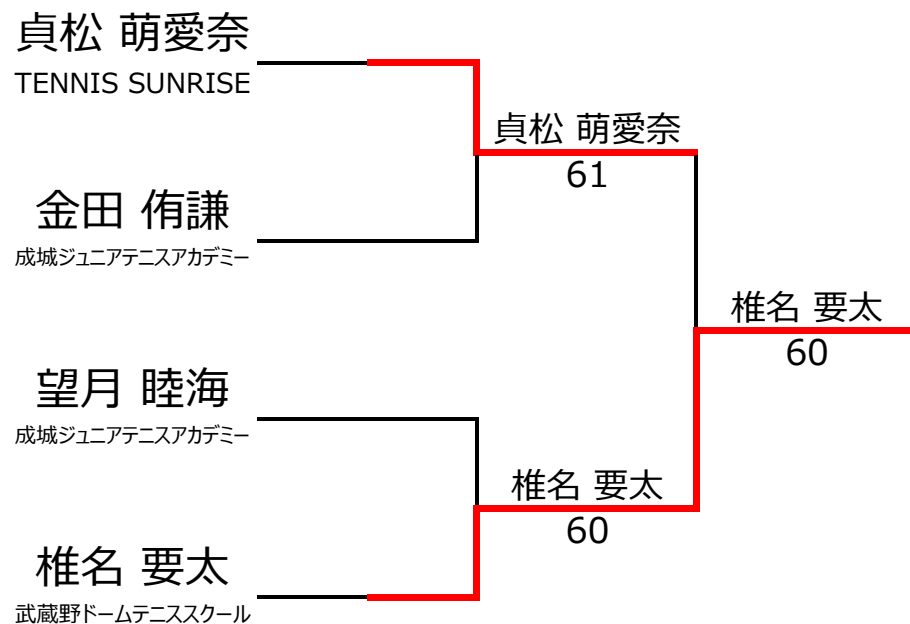 貞松 萌愛奈
TENNIS SUNRISE
貞松 萌愛奈
61
金田 侑謙
成城ジュニアテニスアカデミー
椎名 要太
60
望月 睦海
成城ジュニアテニスアカデミー
椎名 要太
60
椎名 要太
武蔵野ドームテニススクール